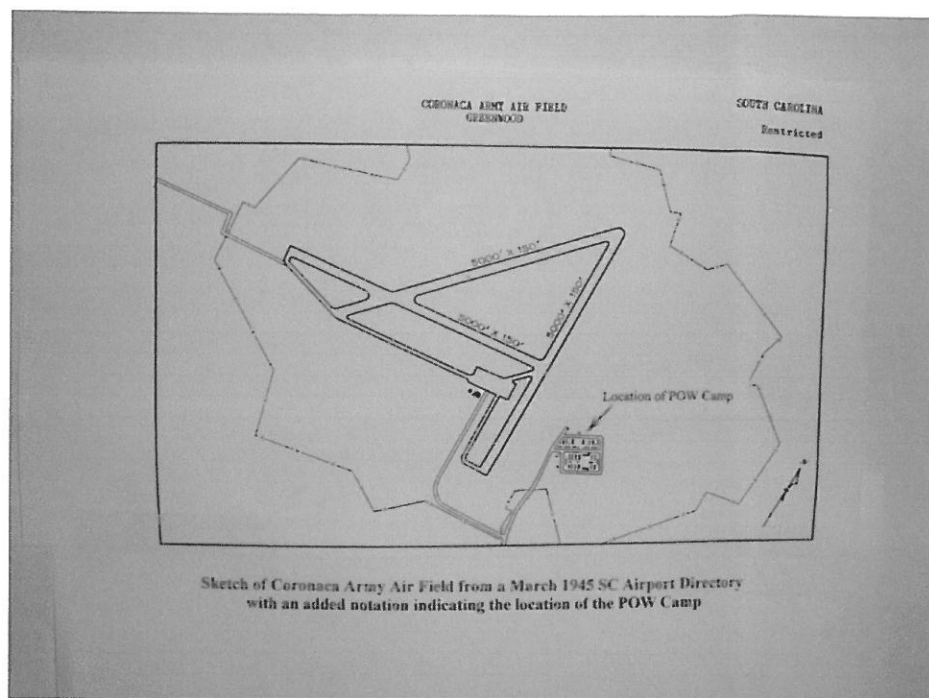 CORONACA ARMY AIR FIELD
GREENWOOD
SOUTH CAROLINA
Restricted
5000' X 150'
5000' X 150'
5000' X 150'
Location of POW Camp
Sketch of Coronaca Army Air Field from a March 1945 SC Airport Directory
with an added notation indicating the location of the POW Camp